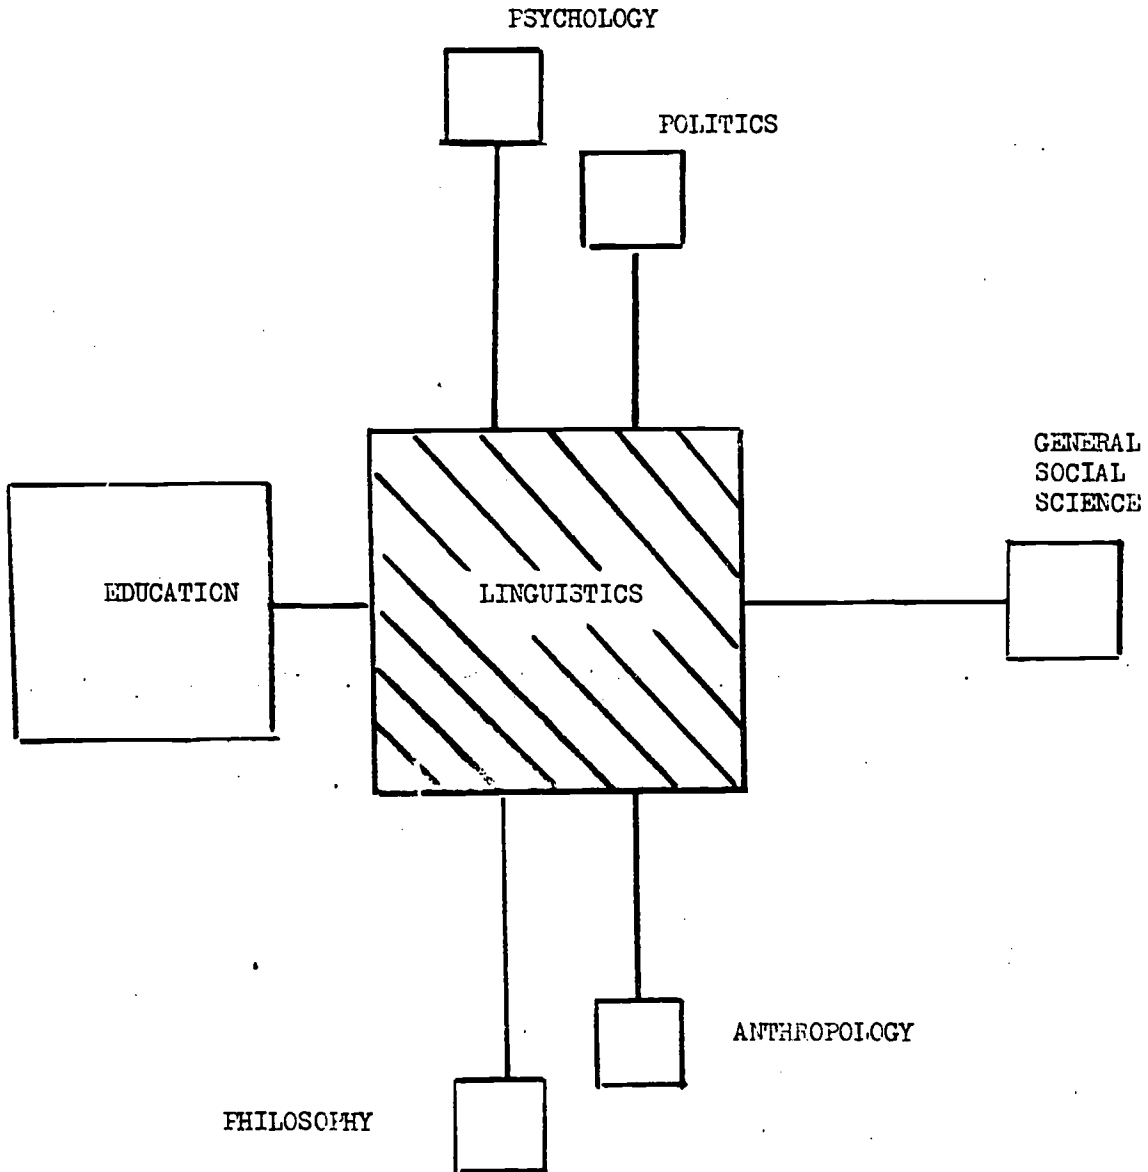 PSYCHOLOGY
POLITICS
GENERAL
SOCIAL
SCIENCE
EDUCATION
LINGUISTICS
ANTHROPOLOGY
PHILOSOPHY